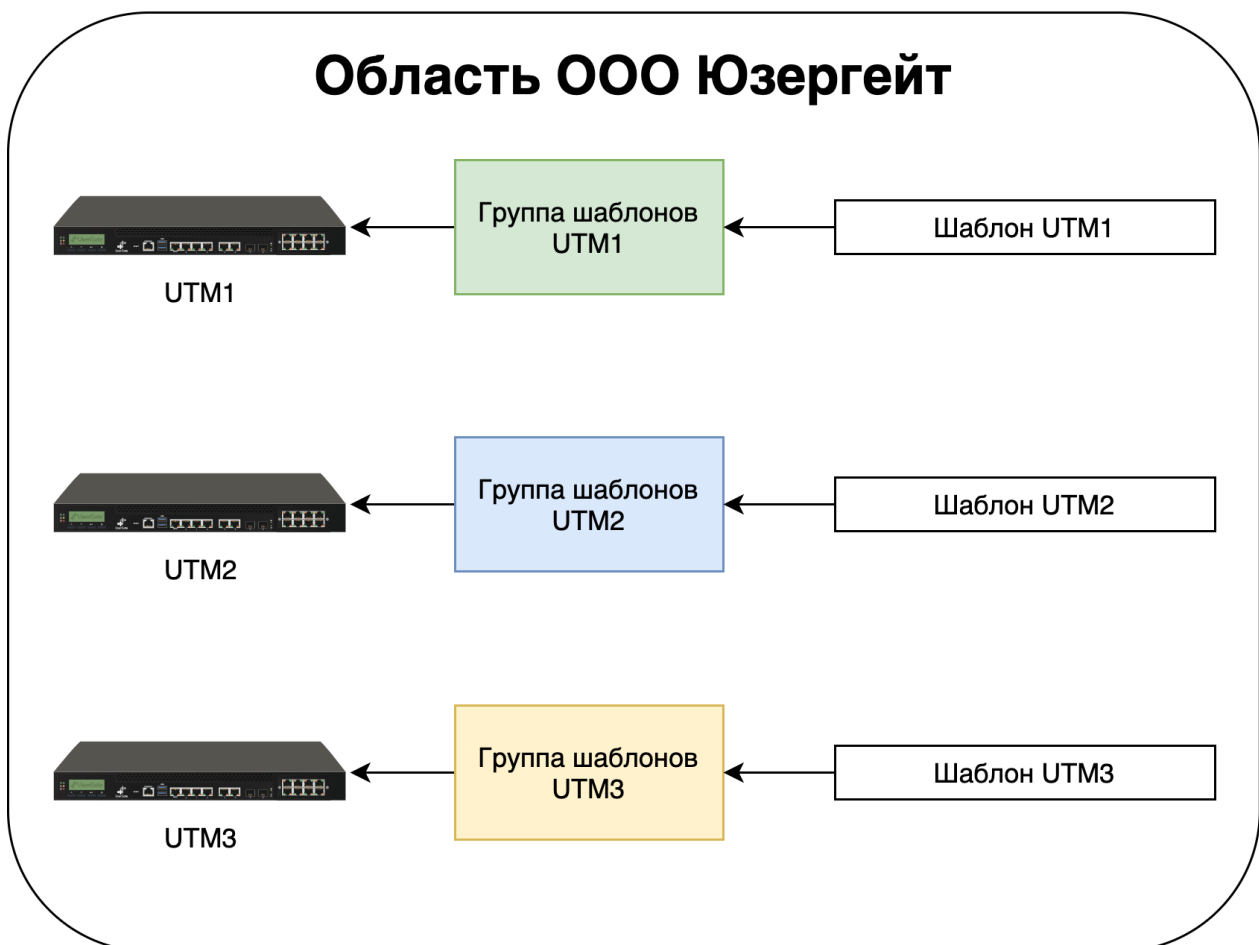 Область ООО Юзергейт
Группа шаблонов
UTM1
Шаблон UTM1
UTM1
Группа шаблонов
UTM2
Шаблон UTM2
UTM2
Группа шаблонов
UTM3
Шаблон UTM3
UTM3